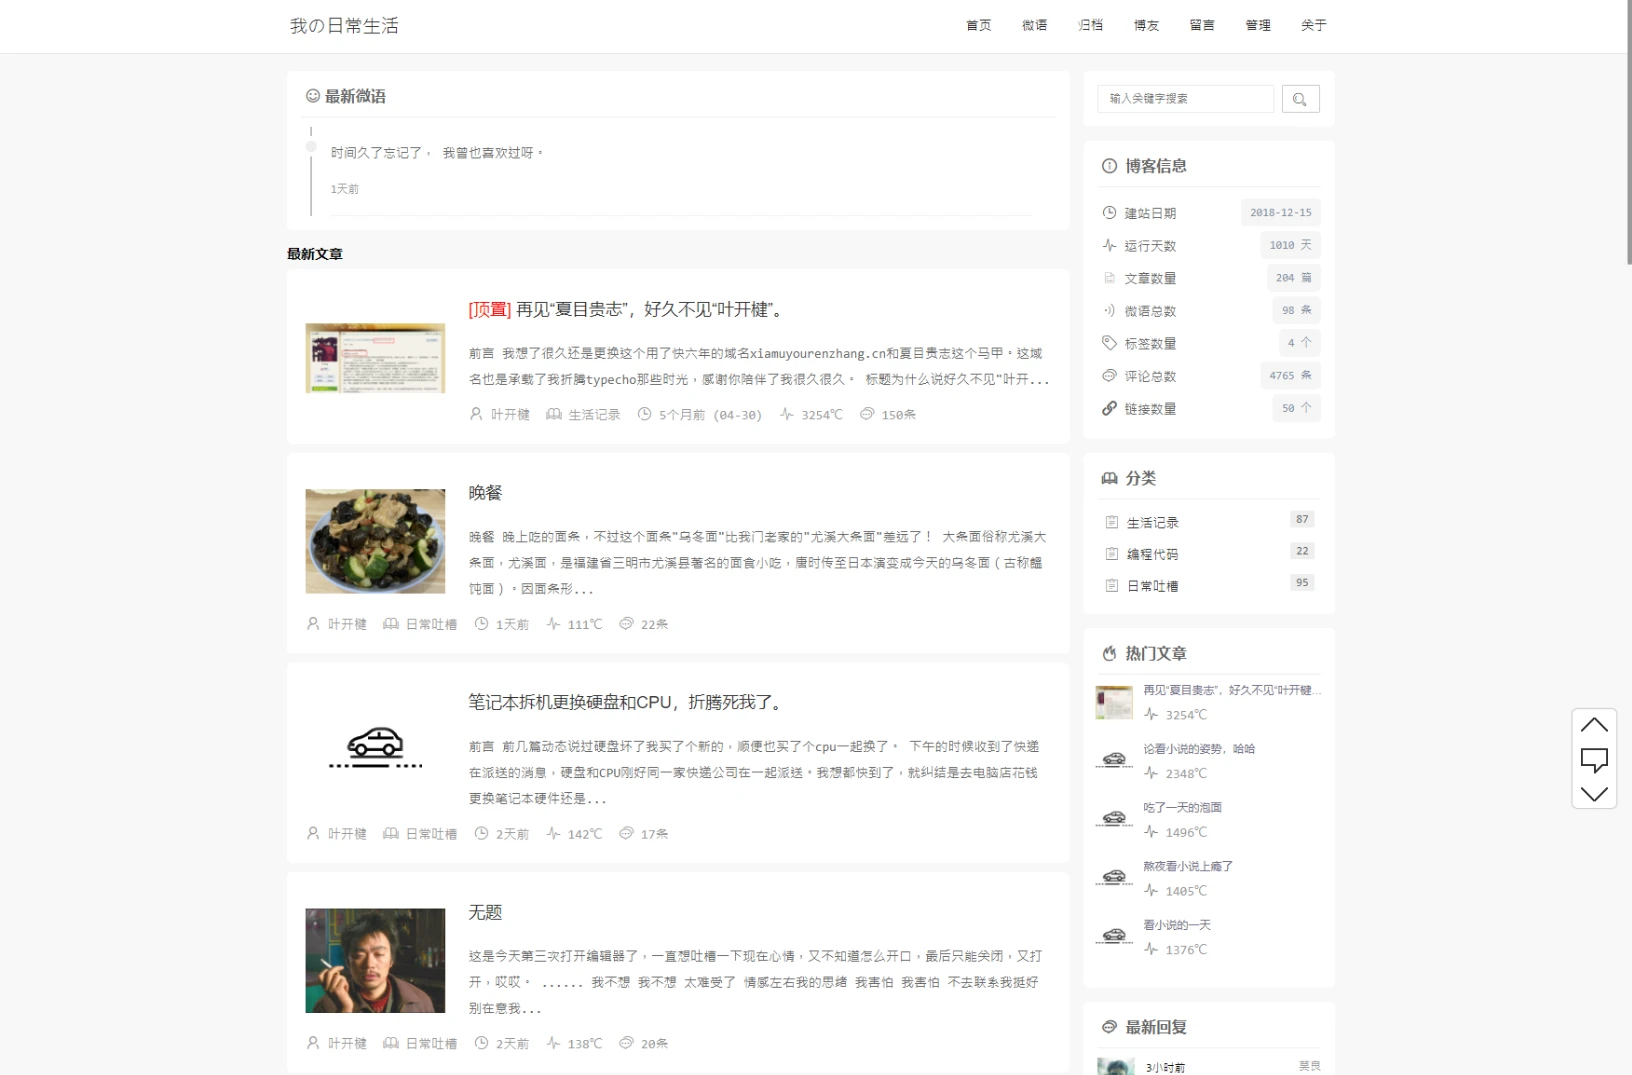 我の日常生活
首页 微语 归档 博友 留言 管理 关于
最新微语
时间久了忘记了， 我曾也喜欢过呀。
1天前
最新文章
[顶置] 再见“夏目贵志”，好久不见“叶开楗”。
前言 我想了很久还是更换这个用了快六年的域名xiamuyourenzhang.cn和夏目贵志这个马甲。这域
名也是承载了我折腾typecho那些时光，感谢你陪伴了我很久很久。 标题为什么说好久不见"叶开...
叶开楗 生活记录 5个月前 (04-30) 3254℃ 150条
晚餐
晚餐 晚上吃的面条，不过这个面条"乌冬面"比我门老家的"尤溪大条面"差远了！ 大条面俗称尤溪大
条面，尤溪面，是福建省三明市尤溪县著名的面食小吃，唐时传至日本演变成今天的乌冬面（古称馄
饨面）。因面条形...
叶开楗 日常吐槽 1天前 111℃ 22条
笔记本拆机更换硬盘和CPU，折腾死我了。
前言 前几篇动态说过硬盘坏了我买了个新的，顺便也买了个cpu一起换了。 下午的时候收到了快递
在派送的消息，硬盘和CPU刚好同一家快递公司在一起派送。我想都快到了，就纠结是去电脑店花钱
更换笔记本硬件还是...
叶开楗 日常吐槽 2天前 142℃ 17条
无题
这是今天第三次打开编辑器了，一直想吐槽一下现在心情，又不知道怎么开口，最后只能关闭，又打
开，哎哎。 ...... 我不想 我不想 太难受了 情感左右我的思绪 我害怕 我害怕 不去联系我挺好
别在意我...
叶开楗 日常吐槽 2天前 138℃ 20条
输入关键字搜索
博客信息
建站日期 2018-12-15
运行天数 1010 天
文章数量 204 篇
微语总数 98 条
标签数量 4 个
评论总数 4765 条
链接数量 50 个
分类
生活记录 87
编程代码 22
日常吐槽 95
热门文章
再见“夏目贵志”，好久不见“叶开楗...
3254℃
论看小说的姿势，哈哈
2348℃
吃了一天的泡面
1496℃
熬夜看小说上瘾了
1405℃
看小说的一天
1376℃
最新回复
3小时前 莫良